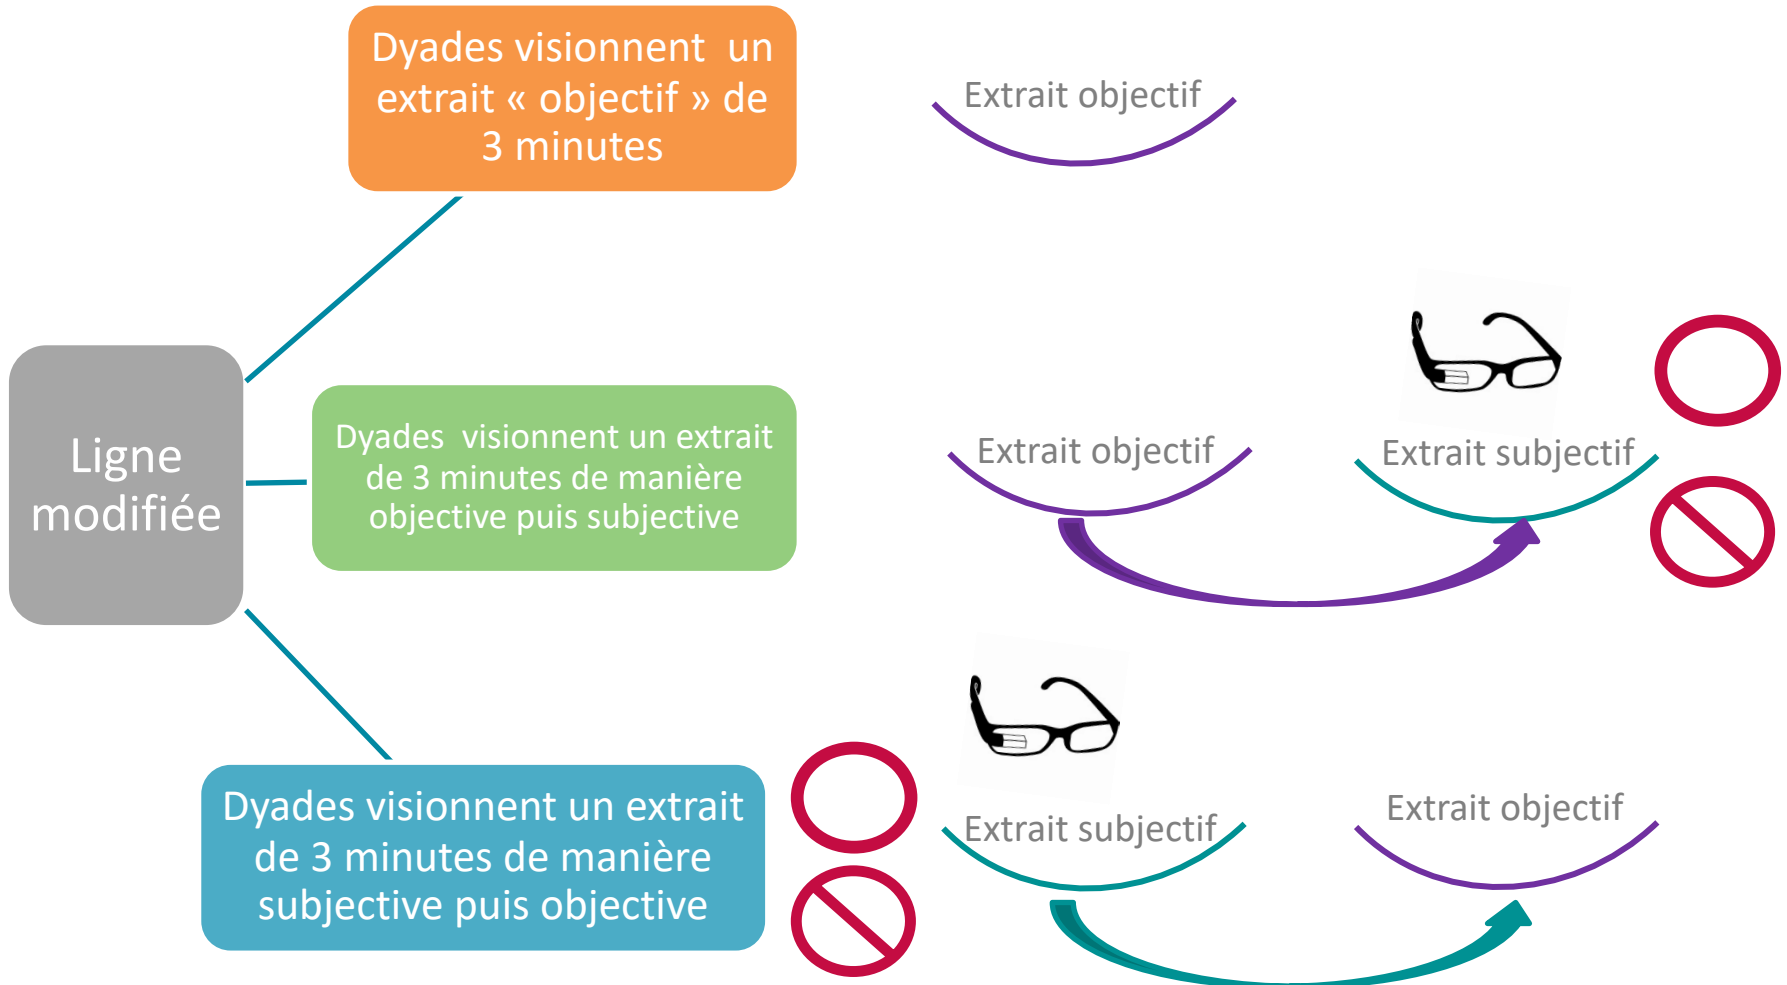 Dyades visionnent un
extrait « objectif » de
3 minutes
Extrait objectif
Ligne
modifiée
Dyades visionnent un extrait
de 3 minutes de manière
objective puis subjective
Extrait objectif
Extrait subjectif
Dyades visionnent un extrait
de 3 minutes de manière
subjective puis objective
Extrait subjectif
Extrait objectif